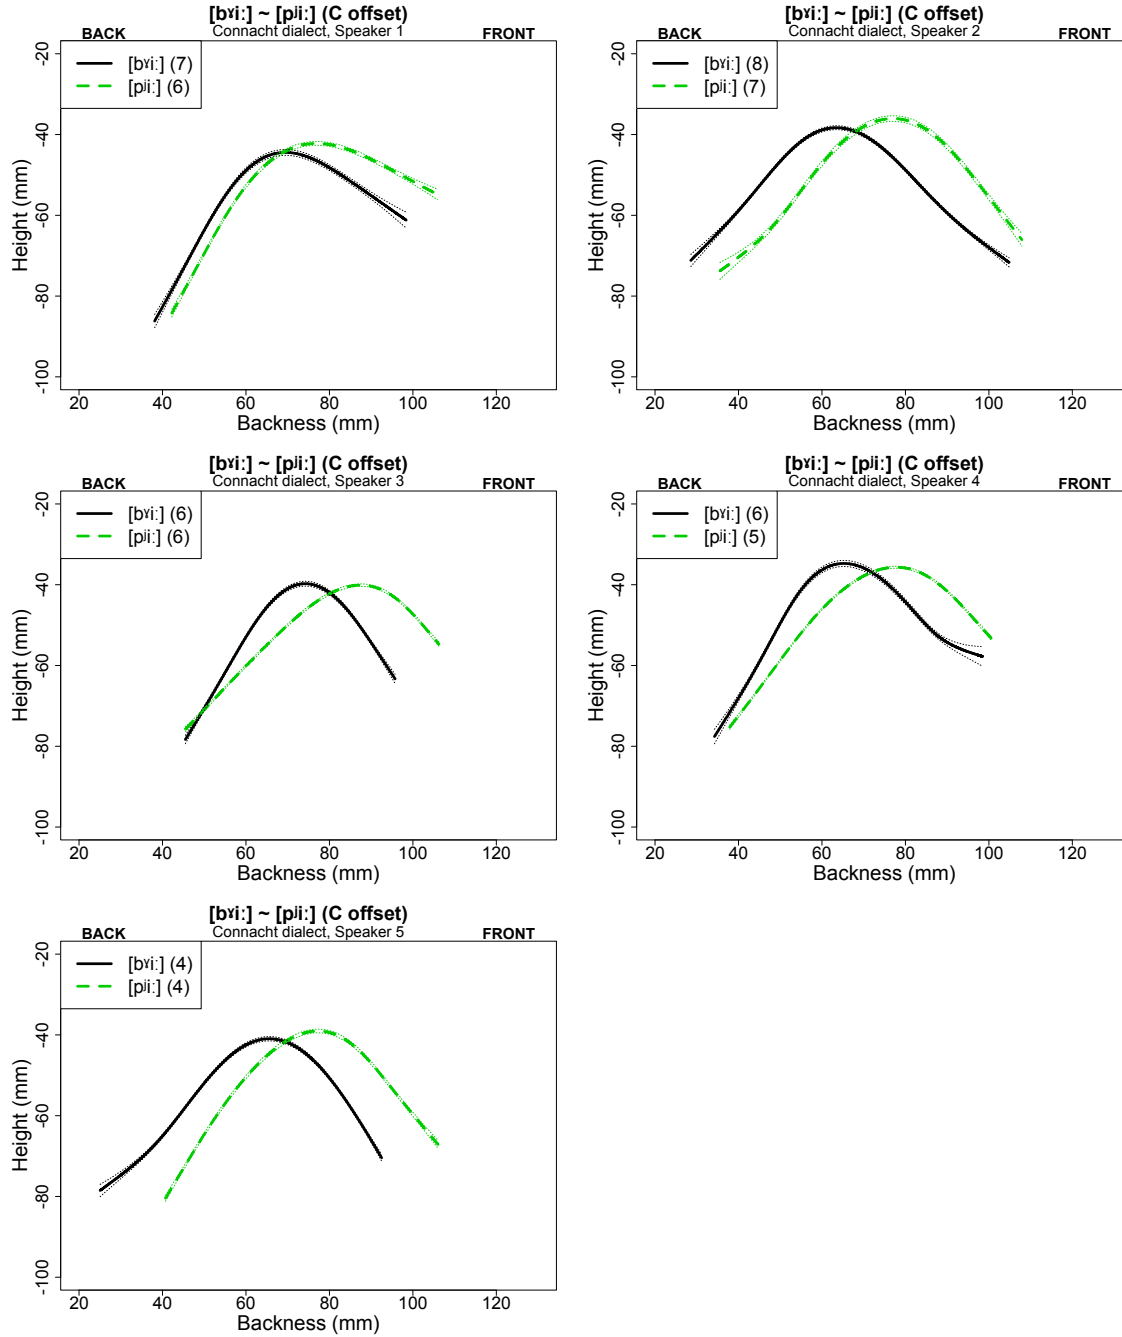 [bˠiː] ~ [pʲiː] (C offset)
Connacht dialect, Speaker 1
BACK FRONT
[bˠiː] (7)
[pʲiː] (6)
Height (mm)
-20
-40
-60
-80
-100
20 40 60 80 100 120
Backness (mm)
[bˠiː] ~ [pʲiː] (C offset)
Connacht dialect, Speaker 2
BACK FRONT
[bˠiː] (8)
[pʲiː] (7)
Height (mm)
-20
-40
-60
-80
-100
20 40 60 80 100 120
Backness (mm)
[bˠiː] ~ [pʲiː] (C offset)
Connacht dialect, Speaker 3
BACK FRONT
[bˠiː] (6)
[pʲiː] (6)
Height (mm)
-20
-40
-60
-80
-100
20 40 60 80 100 120
Backness (mm)
[bˠiː] ~ [pʲiː] (C offset)
Connacht dialect, Speaker 4
BACK FRONT
[bˠiː] (6)
[pʲiː] (5)
Height (mm)
-20
-40
-60
-80
-100
20 40 60 80 100 120
Backness (mm)
[bˠiː] ~ [pʲiː] (C offset)
Connacht dialect, Speaker 5
BACK FRONT
[bˠiː] (4)
[pʲiː] (4)
Height (mm)
-20
-40
-60
-80
-100
20 40 60 80 100 120
Backness (mm)